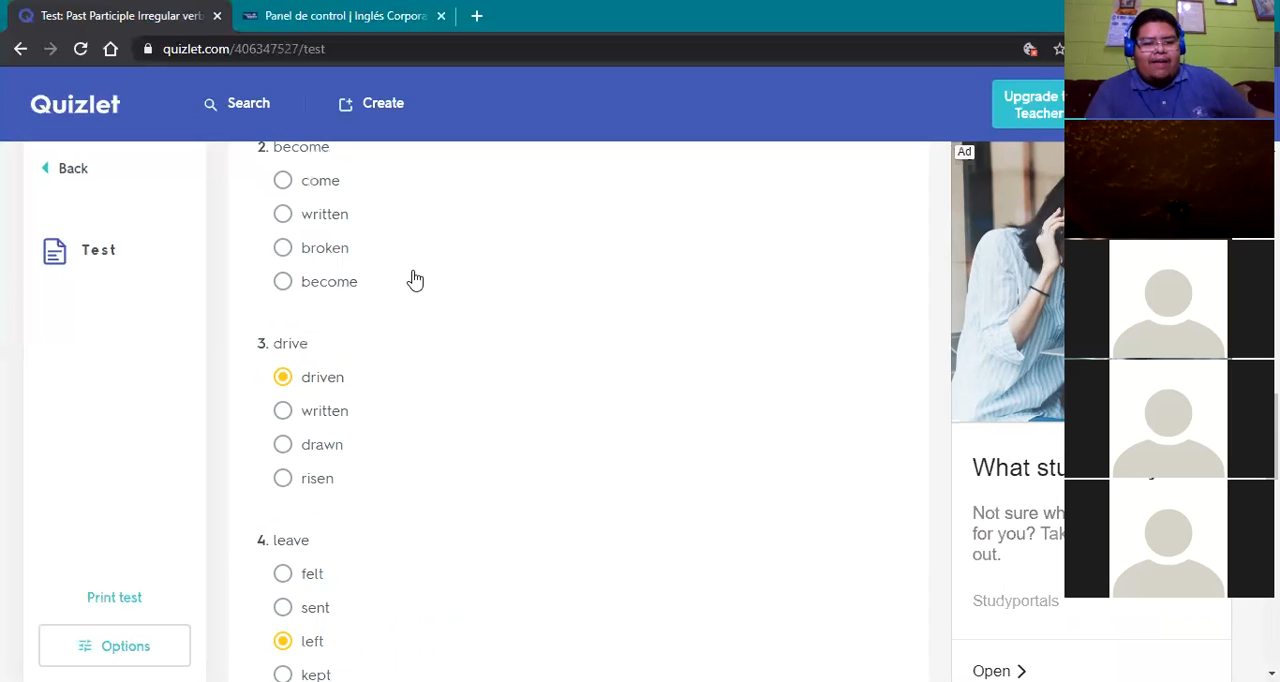 Test: Past Participle Irregular verb
Panel de control | Inglés Corpora
quizlet.com/406347527/test
Quizlet
Search
Create
Upgrade t
Teacher
Back
Test
Print test
Options
2. become
come
written
broken
become
3. drive
driven
written
drawn
risen
4. leave
felt
sent
left
kept
Ad
What stu
Not sure wh
for you? Tak
out.
Studyportals
Open